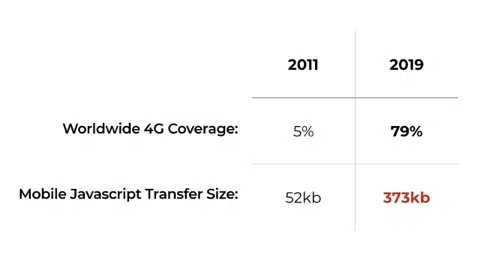 2011 2019
Worldwide 4G Coverage: 5% 79%
Mobile Javascript Transfer Size: 52kb 373kb